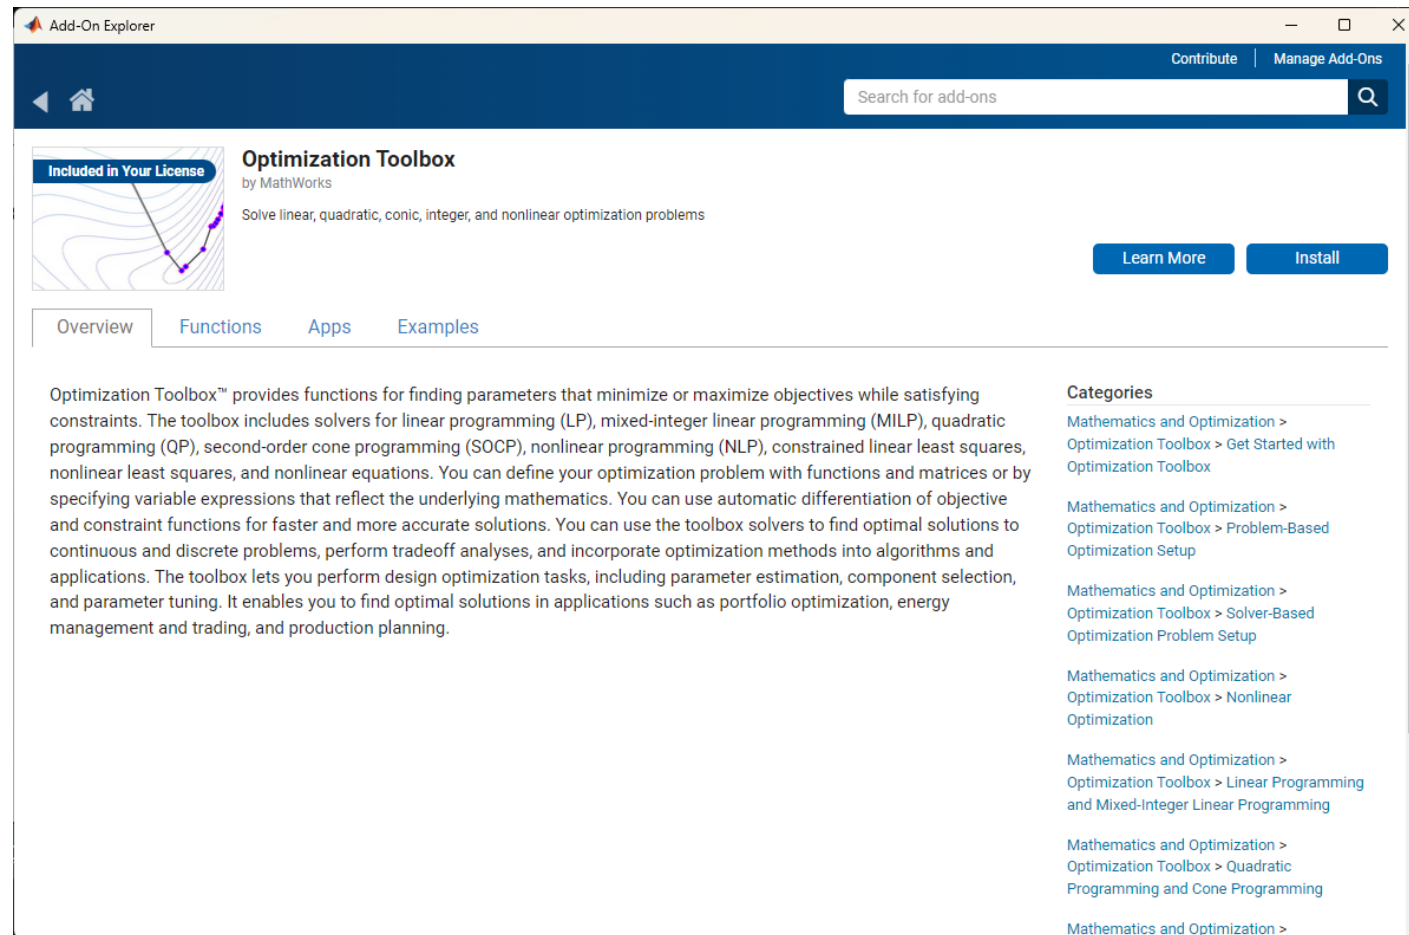 Add-On Explorer
Contribute
Manage Add-Ons
Search for add-ons
Included in Your License
Optimization Toolbox
by MathWorks
Solve linear, quadratic, conic, integer, and nonlinear optimization problems
Learn More
Install
Overview
Functions
Apps
Examples
Optimization Toolbox™ provides functions for finding parameters that minimize or maximize objectives while satisfying
constraints. The toolbox includes solvers for linear programming (LP), mixed-integer linear programming (MILP), quadratic
programming (QP), second-order cone programming (SOCP), nonlinear programming (NLP), constrained linear least squares,
nonlinear least squares, and nonlinear equations. You can define your optimization problem with functions and matrices or by
specifying variable expressions that reflect the underlying mathematics. You can use automatic differentiation of objective
and constraint functions for faster and more accurate solutions. You can use the toolbox solvers to find optimal solutions to
continuous and discrete problems, perform tradeoff analyses, and incorporate optimization methods into algorithms and
applications. The toolbox lets you perform design optimization tasks, including parameter estimation, component selection,
and parameter tuning. It enables you to find optimal solutions in applications such as portfolio optimization, energy
management and trading, and production planning.
Categories
Mathematics and Optimization >
Optimization Toolbox > Get Started with
Optimization Toolbox
Mathematics and Optimization >
Optimization Toolbox > Problem-Based
Optimization Setup
Mathematics and Optimization >
Optimization Toolbox > Solver-Based
Optimization Problem Setup
Mathematics and Optimization >
Optimization Toolbox > Nonlinear
Optimization
Mathematics and Optimization >
Optimization Toolbox > Linear Programming
and Mixed-Integer Linear Programming
Mathematics and Optimization >
Optimization Toolbox > Quadratic
Programming and Cone Programming
Mathematics and Optimization >